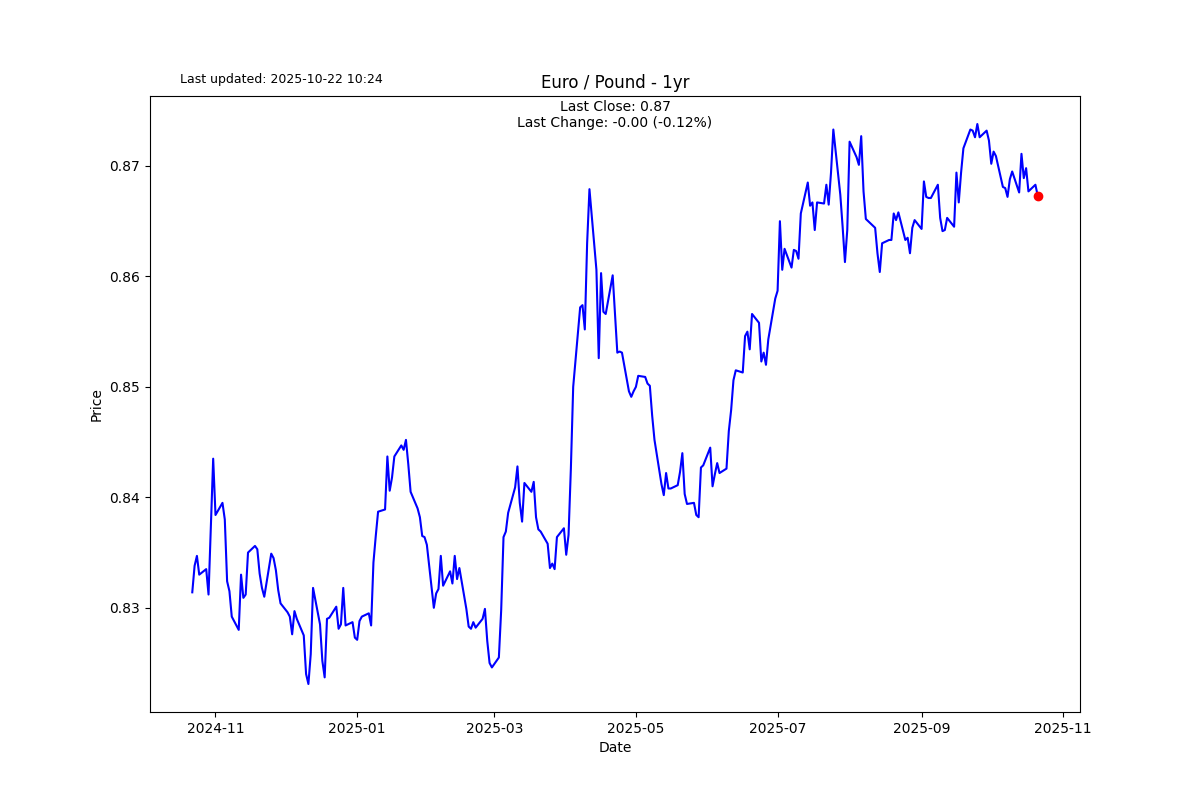 Last updated: 2025-10-22 10:24
Euro / Pound - 1yr
Last Close: 0.87
Last Change: -0.00 (-0.12%)
0.87
0.86
0.85
0.84
0.83
Price
2024-11
2025-01
2025-03
2025-05
2025-07
2025-09
2025-11
Date